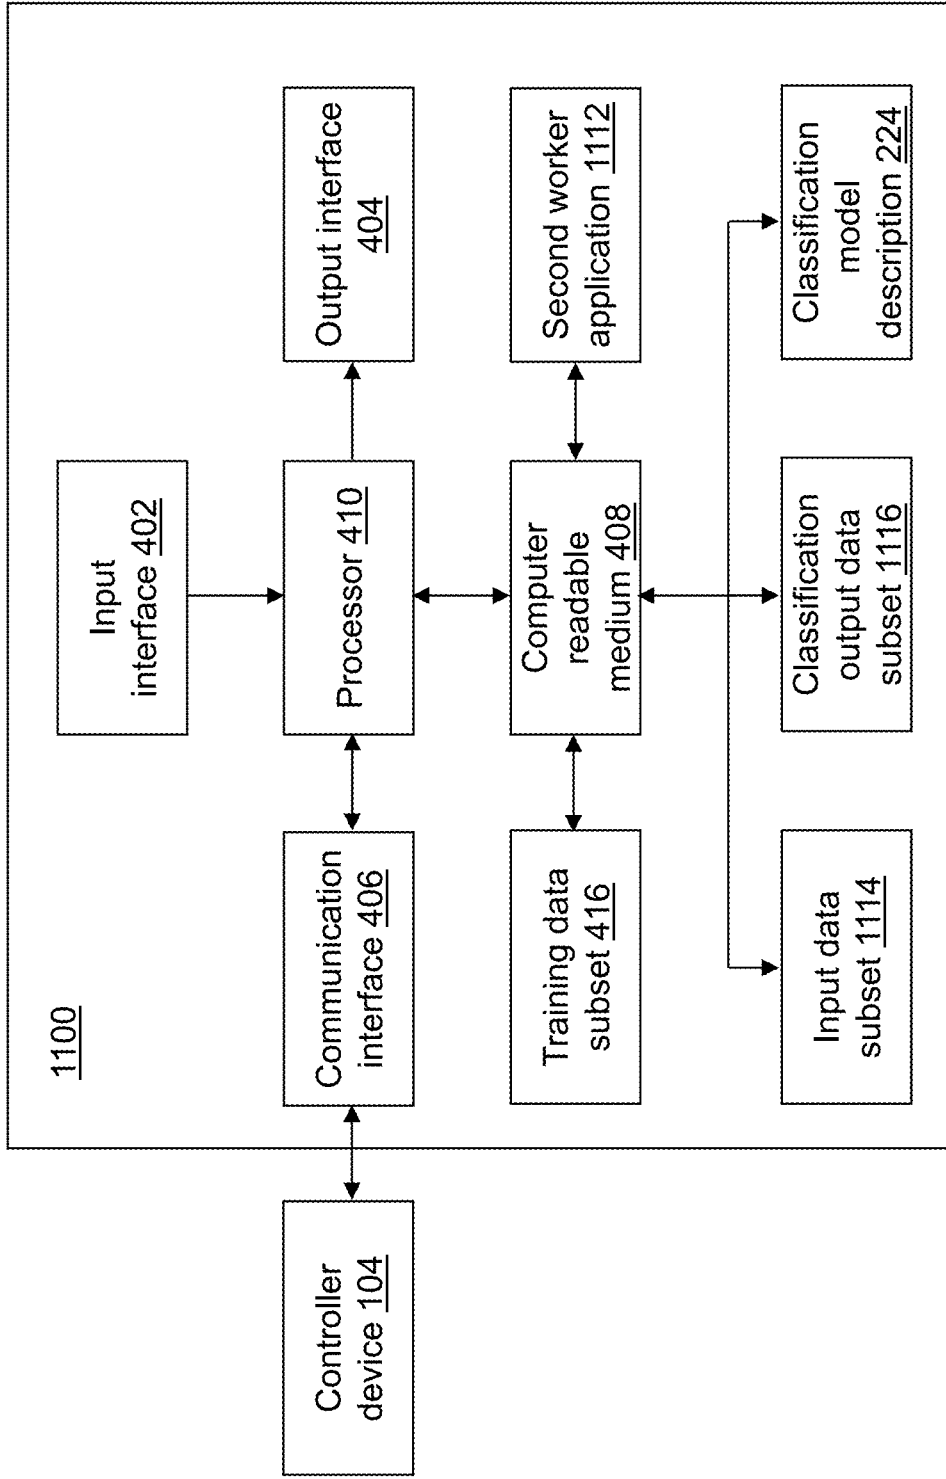 1100
Input
interface 402
Controller
device 104
Communication
interface 406
Processor 410
Output interface
404
Training data
subset 416
Computer
readable
medium 408
Second worker
application 1112
Input data
subset 1114
Classification
output data
subset 1116
Classification
model
description 224